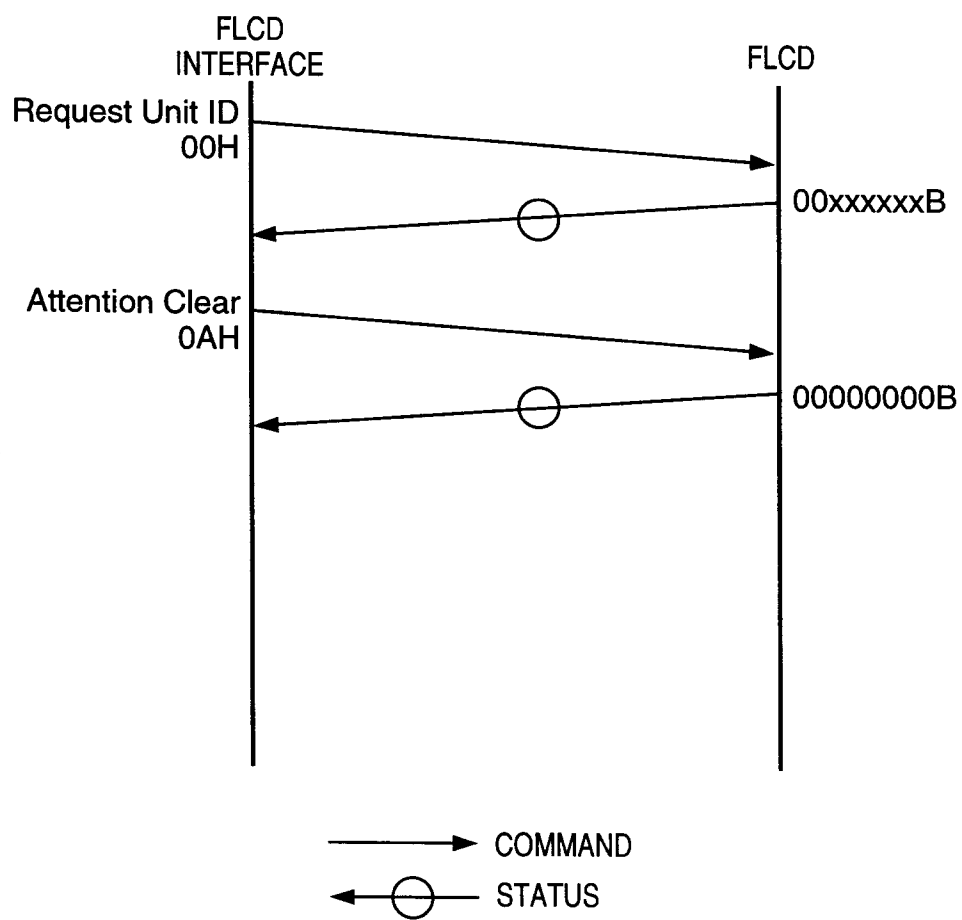 FLCD
INTERFACE
FLCD
Request Unit ID
00H
00xxxxxxB
Attention Clear
0AH
00000000B
COMMAND
STATUS